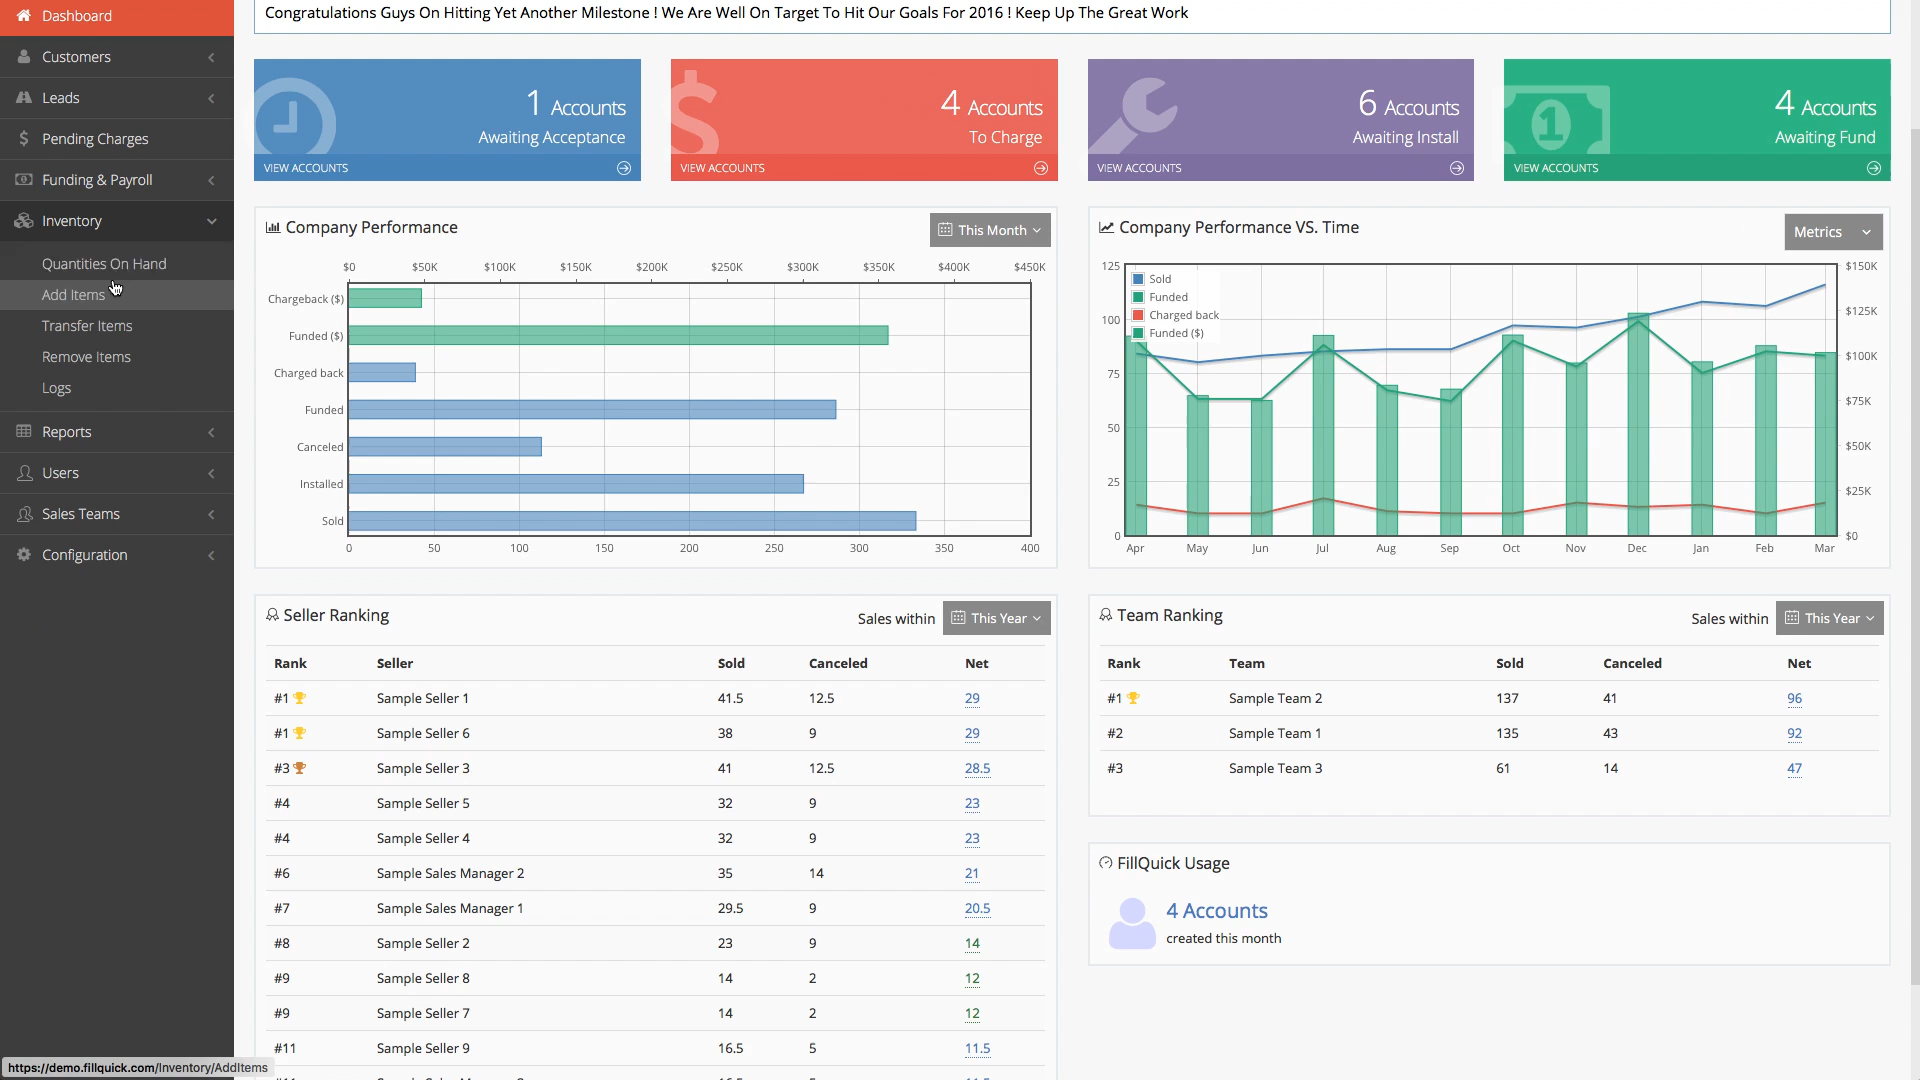 Dashboard
Customers
Leads
Pending Charges
Funding & Payroll
Inventory
Quantities On Hand
Add Items
Transfer Items
Remove Items
Logs
Reports
Users
Sales Teams
Configuration
https://demo.fillquick.com/Inventory/AddItems
Congratulations Guys On Hitting Yet Another Milestone ! We Are Well On Target To Hit Our Goals For 2016 ! Keep Up The Great Work
1 Accounts
Awaiting Acceptance
VIEW ACCOUNTS
4 Accounts
To Charge
VIEW ACCOUNTS
6 Accounts
Awaiting Install
VIEW ACCOUNTS
4 Accounts
Awaiting Fund
VIEW ACCOUNTS
Company Performance
This Month
$0 $50K $100K $150K $200K $250K $300K $350K $400K $450K
Chargeback ($)
Funded ($)
Charged back
Funded
Canceled
Installed
Sold
0 50 100 150 200 250 300 350 400
Company Performance VS. Time
Metrics
Sold
Funded
Charged back
Funded ($)
125
100
75
50
25
0
$150K
$125K
$100K
$75K
$50K
$25K
$0
Apr May Jun Jul Aug Sep Oct Nov Dec Jan Feb Mar
Seller Ranking
Sales within This Year
Rank Seller Sold Canceled Net
#1 Sample Seller 1 41.5 12.5 29
#1 Sample Seller 6 38 9 29
#3 Sample Seller 3 41 12.5 28.5
#4 Sample Seller 5 32 9 23
#4 Sample Seller 4 32 9 23
#6 Sample Sales Manager 2 35 14 21
#7 Sample Sales Manager 1 29.5 9 20.5
#8 Sample Seller 2 23 9 14
#9 Sample Seller 8 14 2 12
#9 Sample Seller 7 14 2 12
#11 Sample Seller 9 16.5 5 11.5
Team Ranking
Sales within This Year
Rank Team Sold Canceled Net
#1 Sample Team 2 137 41 96
#2 Sample Team 1 135 43 92
#3 Sample Team 3 61 14 47
FillQuick Usage
4 Accounts
created this month